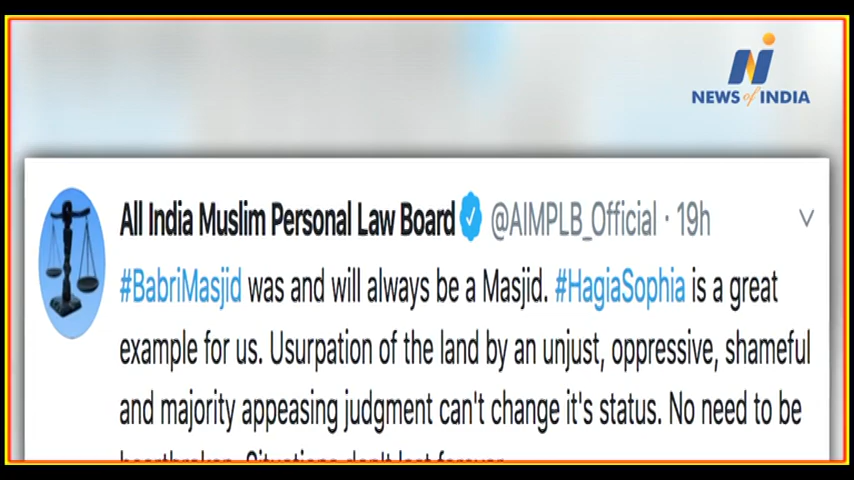 NEWS of INDIA
All India Muslim Personal Law Board @AIMPLB_Official · 19h
#BabriMasjid was and will always be a Masjid. #HagiaSophia is a great
example for us. Usurpation of the land by an unjust, oppressive, shameful
and majority appeasing judgment can't change it's status. No need to be
heartbroken. Situations don't last forever.